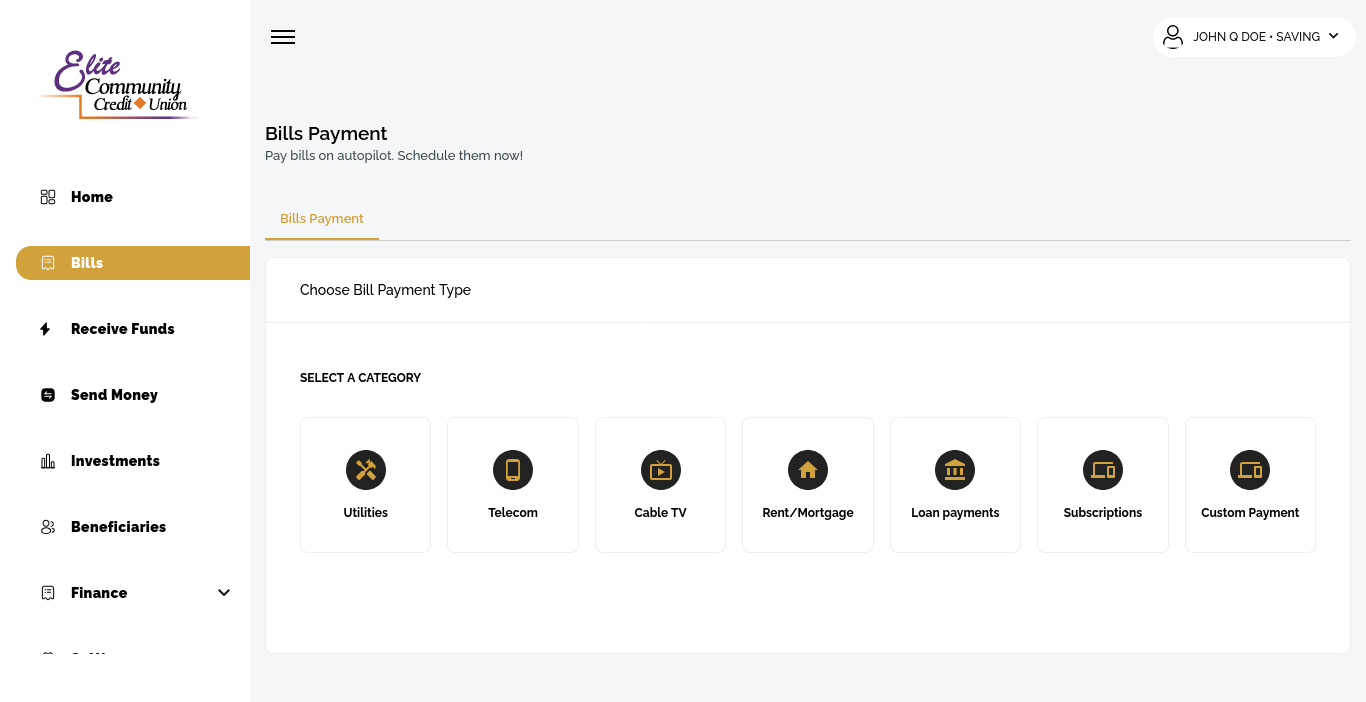 Elite
Community
Credit Union
JOHN Q DOE • SAVING
Home
Bills
Receive Funds
Send Money
Investments
Beneficiaries
Finance
Bills Payment
Pay bills on autopilot. Schedule them now!
Bills Payment
Choose Bill Payment Type
SELECT A CATEGORY
Utilities
Telecom
Cable TV
Rent/Mortgage
Loan payments
Subscriptions
Custom Payment